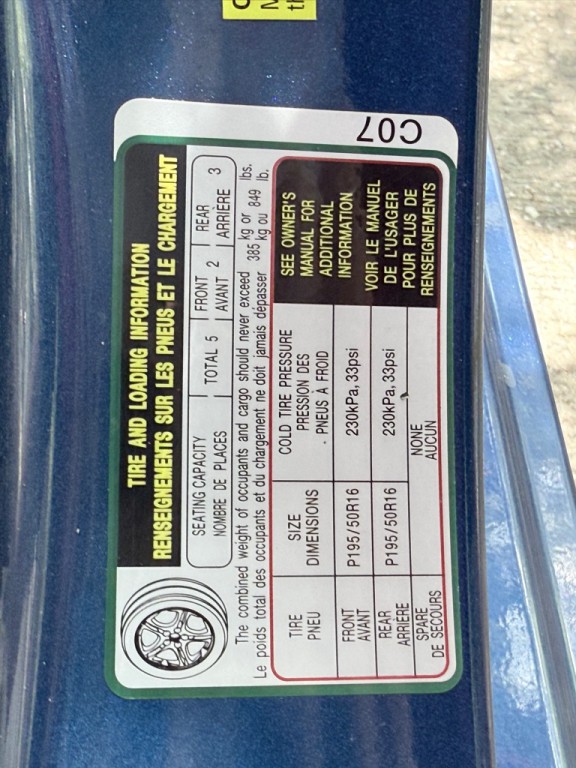 C07
TIRE AND LOADING INFORMATION
RENSEIGNEMENTS SUR LES PNEUS ET LE CHARGEMENT
SEATING CAPACITY
NOMBRE DE PLACES
TOTAL 5
FRONT
AVANT 2
REAR
ARRIÈRE 3
The combined weight of occupants and cargo should never exceed 385 kg or 849 lbs.
Le poids total des occupants et du chargement ne doit jamais dépasser kg ou lb.
TIRE
PNEU
SIZE
DIMENSIONS
COLD TIRE PRESSURE
PRESSION DES
PNEUS À FROID
SEE OWNER'S
MANUAL FOR
ADDITIONAL
INFORMATION
VOIR LE MANUEL
DE L'USAGER
POUR PLUS DE
RENSEIGNEMENTS
FRONT
AVANT
P195/50R16
230kPa, 33psi
REAR
ARRIÈRE
P195/50R16
230kPa, 33psi
SPARE
DE SECOURS
NONE
AUCUN